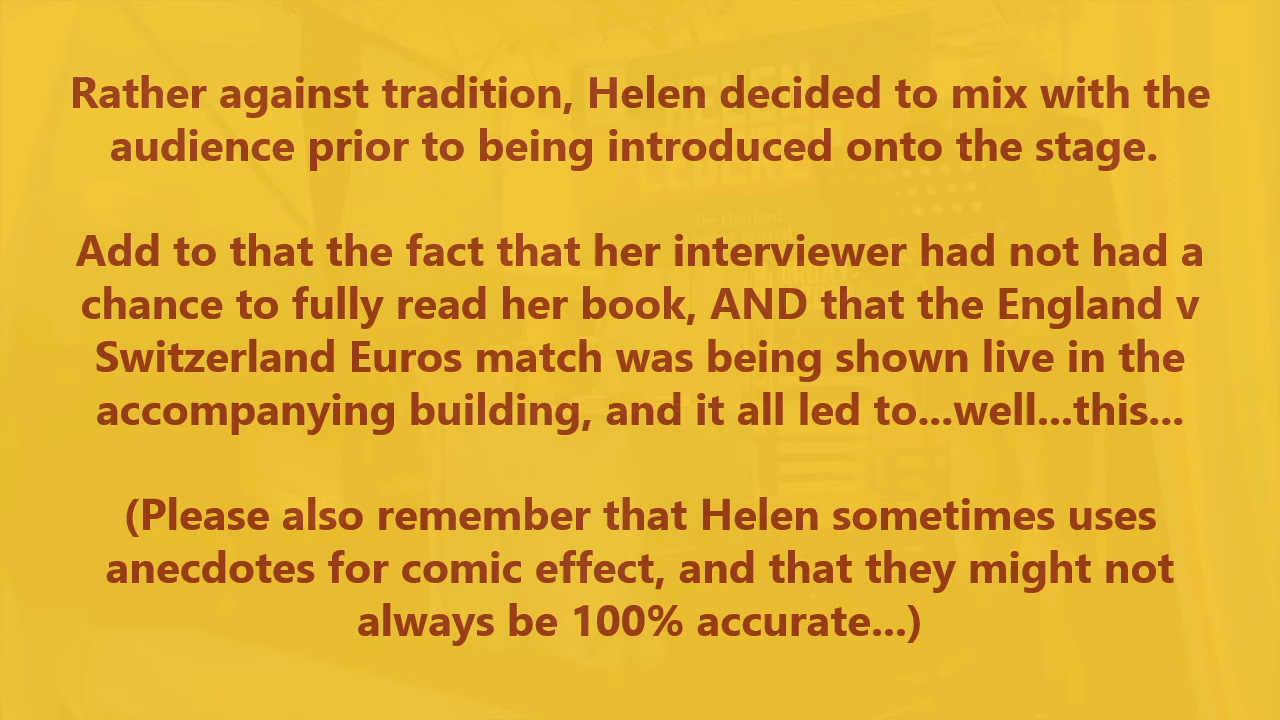 Rather against tradition, Helen decided to mix with the
audience prior to being introduced onto the stage.
Add to that the fact that her interviewer had not had a
chance to fully read her book, AND that the England v
Switzerland Euros match was being shown live in the
accompanying building, and it all led to...well...this...
(Please also remember that Helen sometimes uses
anecdotes for comic effect, and that they might not
always be 100% accurate...)
HELEN
LEDERER